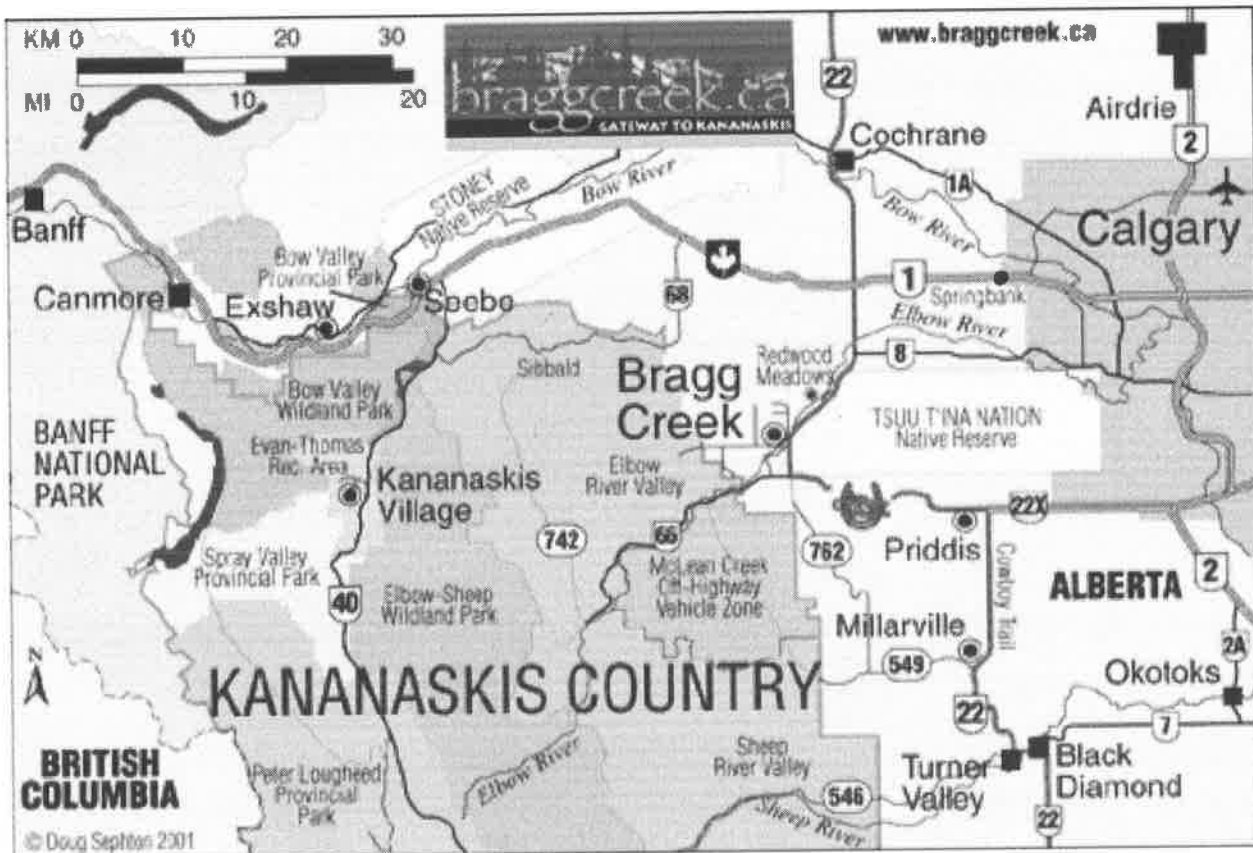 KM 0 10 20 30
MI 0 10 20
braggcreek.ca
GATEWAY TO KANANASKIS
www.braggcreek.ca
22
Airdrie
Cochrane
2
1A
STONEY
Native Reserve
Bow River
Bow River
Calgary
Banff
Bow Valley
Provincial Park
Canmore
Exshaw
Seebe
68
1
Springbank
Elbow River
Sibbald
Redwood
Meadows
8
Bragg
Creek
Bow Valley
Wildland Park
TSUU T'INA NATION
Native Reserve
BANFF
NATIONAL
PARK
Evan-Thomas
Rec. Area
Elbow
River Valley
Kananaskis
Village
22X
742
66
762
Priddis
Spray Valley
Provincial Park
McLean Creek
Off-Highway
Vehicle Zone
Cowboy Trail
ALBERTA
2
40
Elbow-Sheep
Wildland Park
Millarville
549
2A
N
KANANASKIS COUNTRY
Okotoks
22
7
BRITISH
COLUMBIA
Peter Lougheed
Provincial
Park
Elbow River
Sheep
River Valley
Turner
Valley
Black
Diamond
546
Sheep River
22
© Doug Sephton 2001